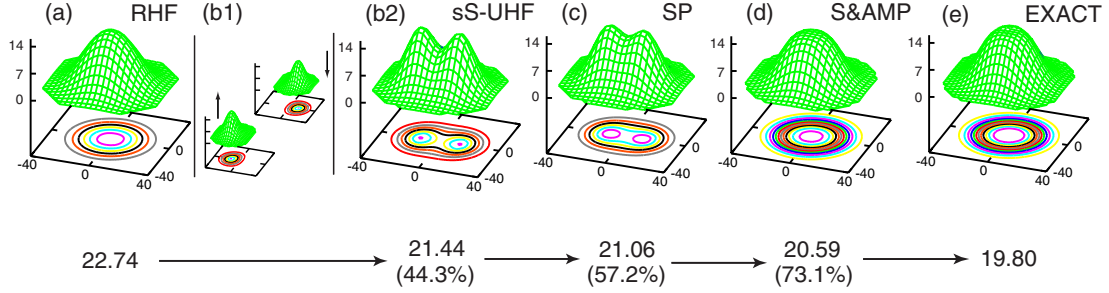 (a) RHF (b1) (b2) sS-UHF (c) SP (d) S&AMP (e) EXACT
14 14 14 14 14
7 7 7 7 7
0 0 0 0 0
0 0 0 0 0
-40 0 40 -40 -40 0 40 -40 -40 0 40 -40 -40 0 40 -40 -40 0 40 -40
22.74 21.44 21.06 20.59 19.80
(44.3%) (57.2%) (73.1%)